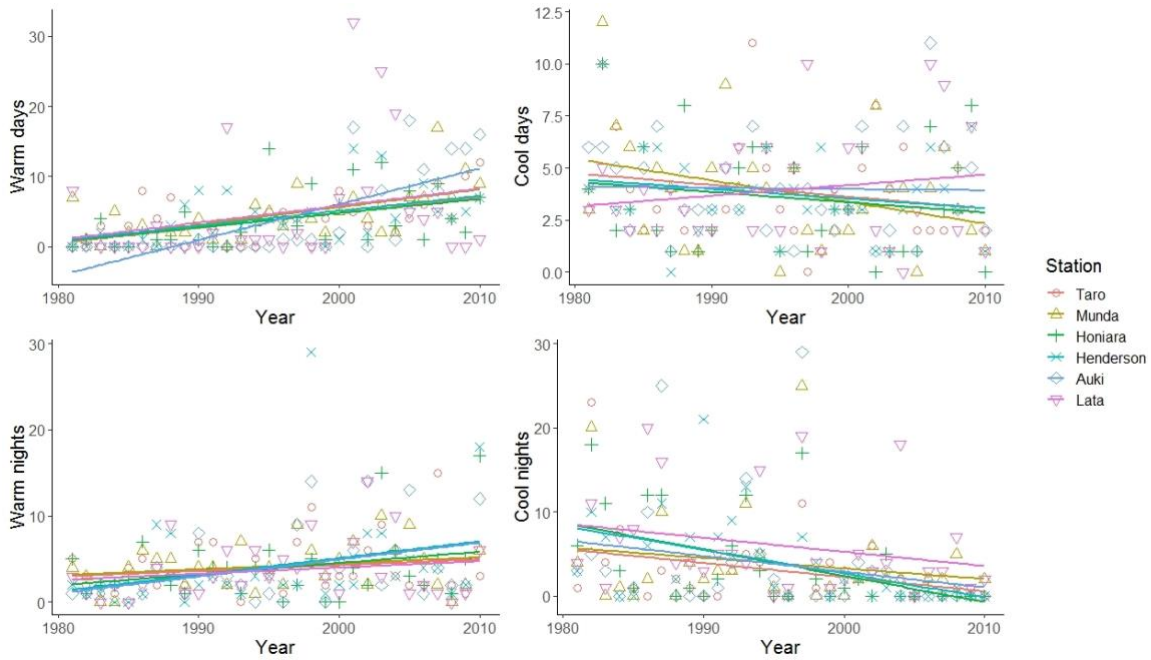 Warm days
30
20
10
0
1980
1990
2000
2010
Year
Cool days
12.5
10.0
7.5
5.0
2.5
0.0
1980
1990
2000
2010
Year
Warm nights
30
20
10
0
1980
1990
2000
2010
Year
Cool nights
30
20
10
0
1980
1990
2000
2010
Year
Station
Taro
Munda
Honiara
Henderson
Auki
Lata